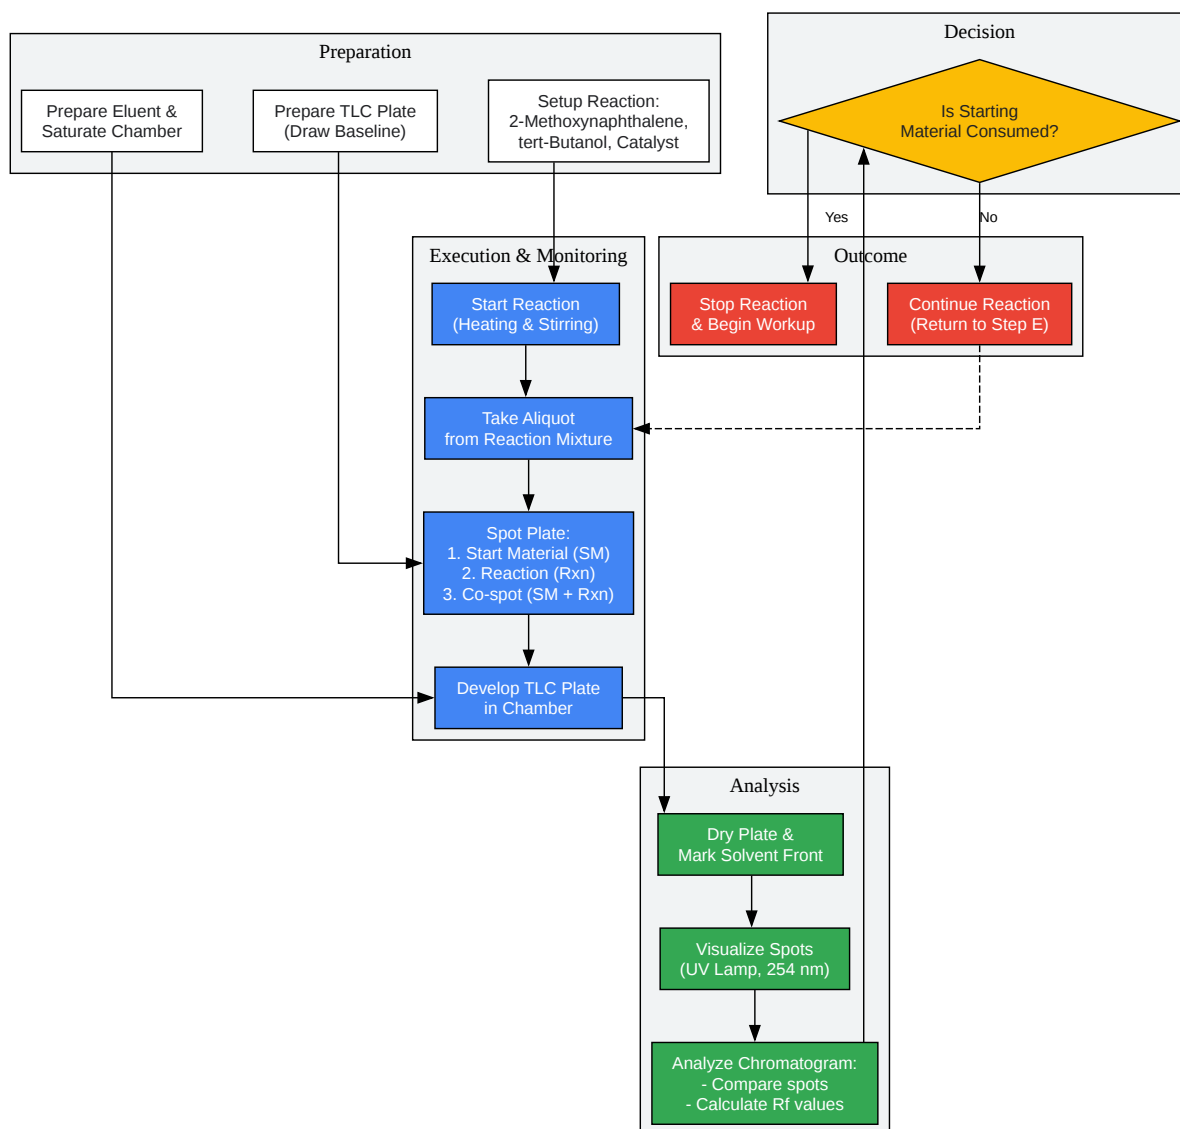 Preparation
Prepare Eluent &
Saturate Chamber
Prepare TLC Plate
(Draw Baseline)
Setup Reaction:
2-Methoxynaphthalene,
tert-Butanol, Catalyst
Decision
Is Starting
Material Consumed?
Yes
No
Execution & Monitoring
Start Reaction
(Heating & Stirring)
Take Aliquot
from Reaction Mixture
Spot Plate:
1. Start Material (SM)
2. Reaction (Rxn)
3. Co-spot (SM + Rxn)
Develop TLC Plate
in Chamber
Outcome
Stop Reaction
& Begin Workup
Continue Reaction
(Return to Step E)
Analysis
Dry Plate &
Mark Solvent Front
Visualize Spots
(UV Lamp, 254 nm)
Analyze Chromatogram:
- Compare spots
- Calculate Rf values